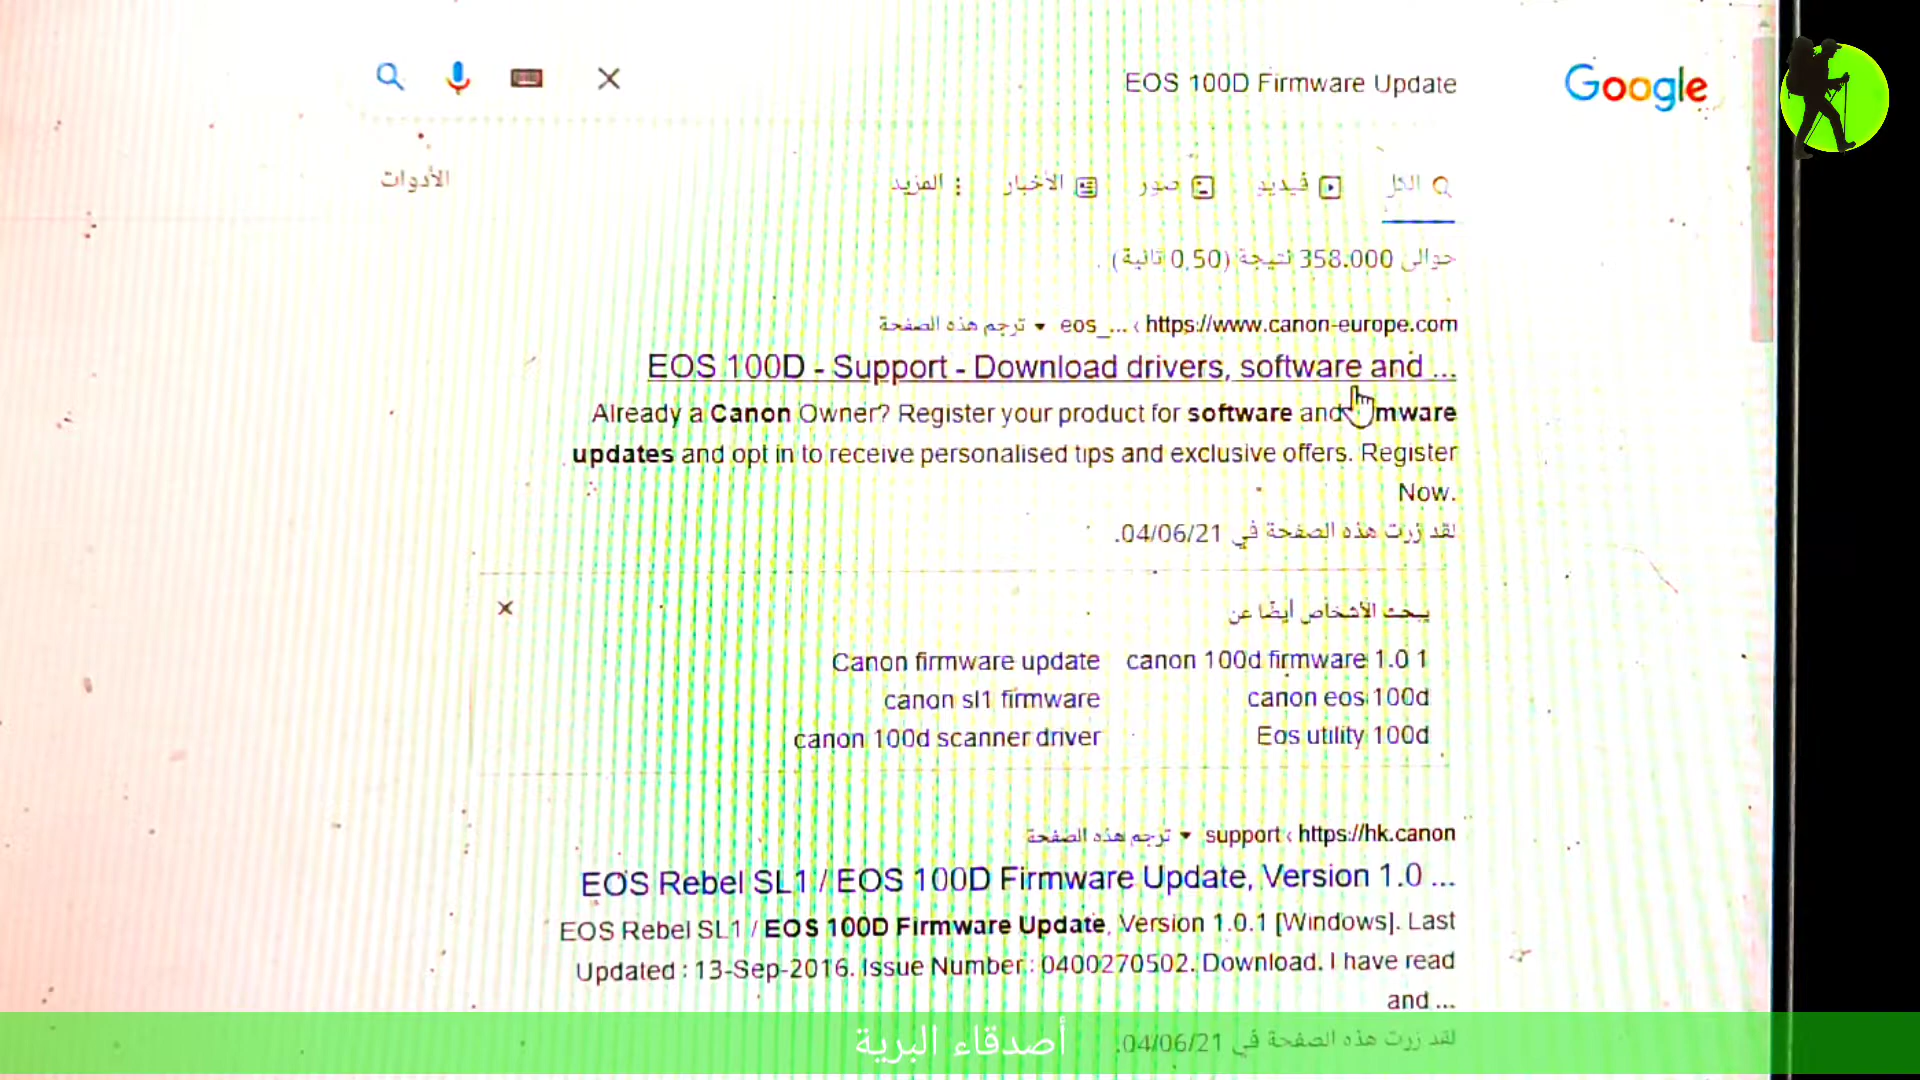 EOS 100D Firmware Update
Google
الكل
فيديو
صور
الأخبار
المزيد
الأدوات
حوالى 358.000 نتيجة (0,50 ثانية)
https://www.canon-europe.com › eos_... ترجم هذه الصفحة
EOS 100D - Support - Download drivers, software and ...
Already a Canon Owner? Register your product for software and mware
updates and opt in to receive personalised tips and exclusive offers. Register
Now.
لقد زرت هذه الصفحة في 04/06/21.
يبحث الأشخاص أيضًا عن
canon 100d firmware 1.0 1
Canon firmware update
canon eos 100d
canon sl1 firmware
Eos utility 100d
canon 100d scanner driver
https://hk.canon › support ترجم هذه الصفحة
EOS Rebel SL1 / EOS 100D Firmware Update, Version 1.0 ...
EOS Rebel SL1 / EOS 100D Firmware Update, Version 1.0.1 [Windows]. Last
Updated : 13-Sep-2016. Issue Number : 0400270502. Download. I have read
and ...
لقد زرت هذه الصفحة في 04/06/21.
أصدقاء البرية